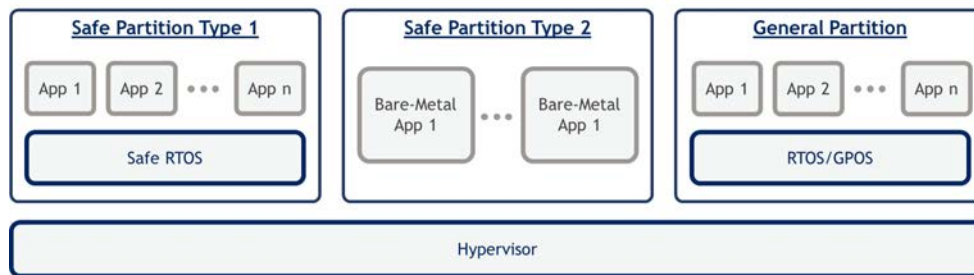 Safe Partition Type 1
App 1 App 2 ••• App n
Safe RTOS
Safe Partition Type 2
Bare-Metal
App 1
•••
Bare-Metal
App 1
General Partition
App 1 App 2 ••• App n
RTOS/GPOS
Hypervisor